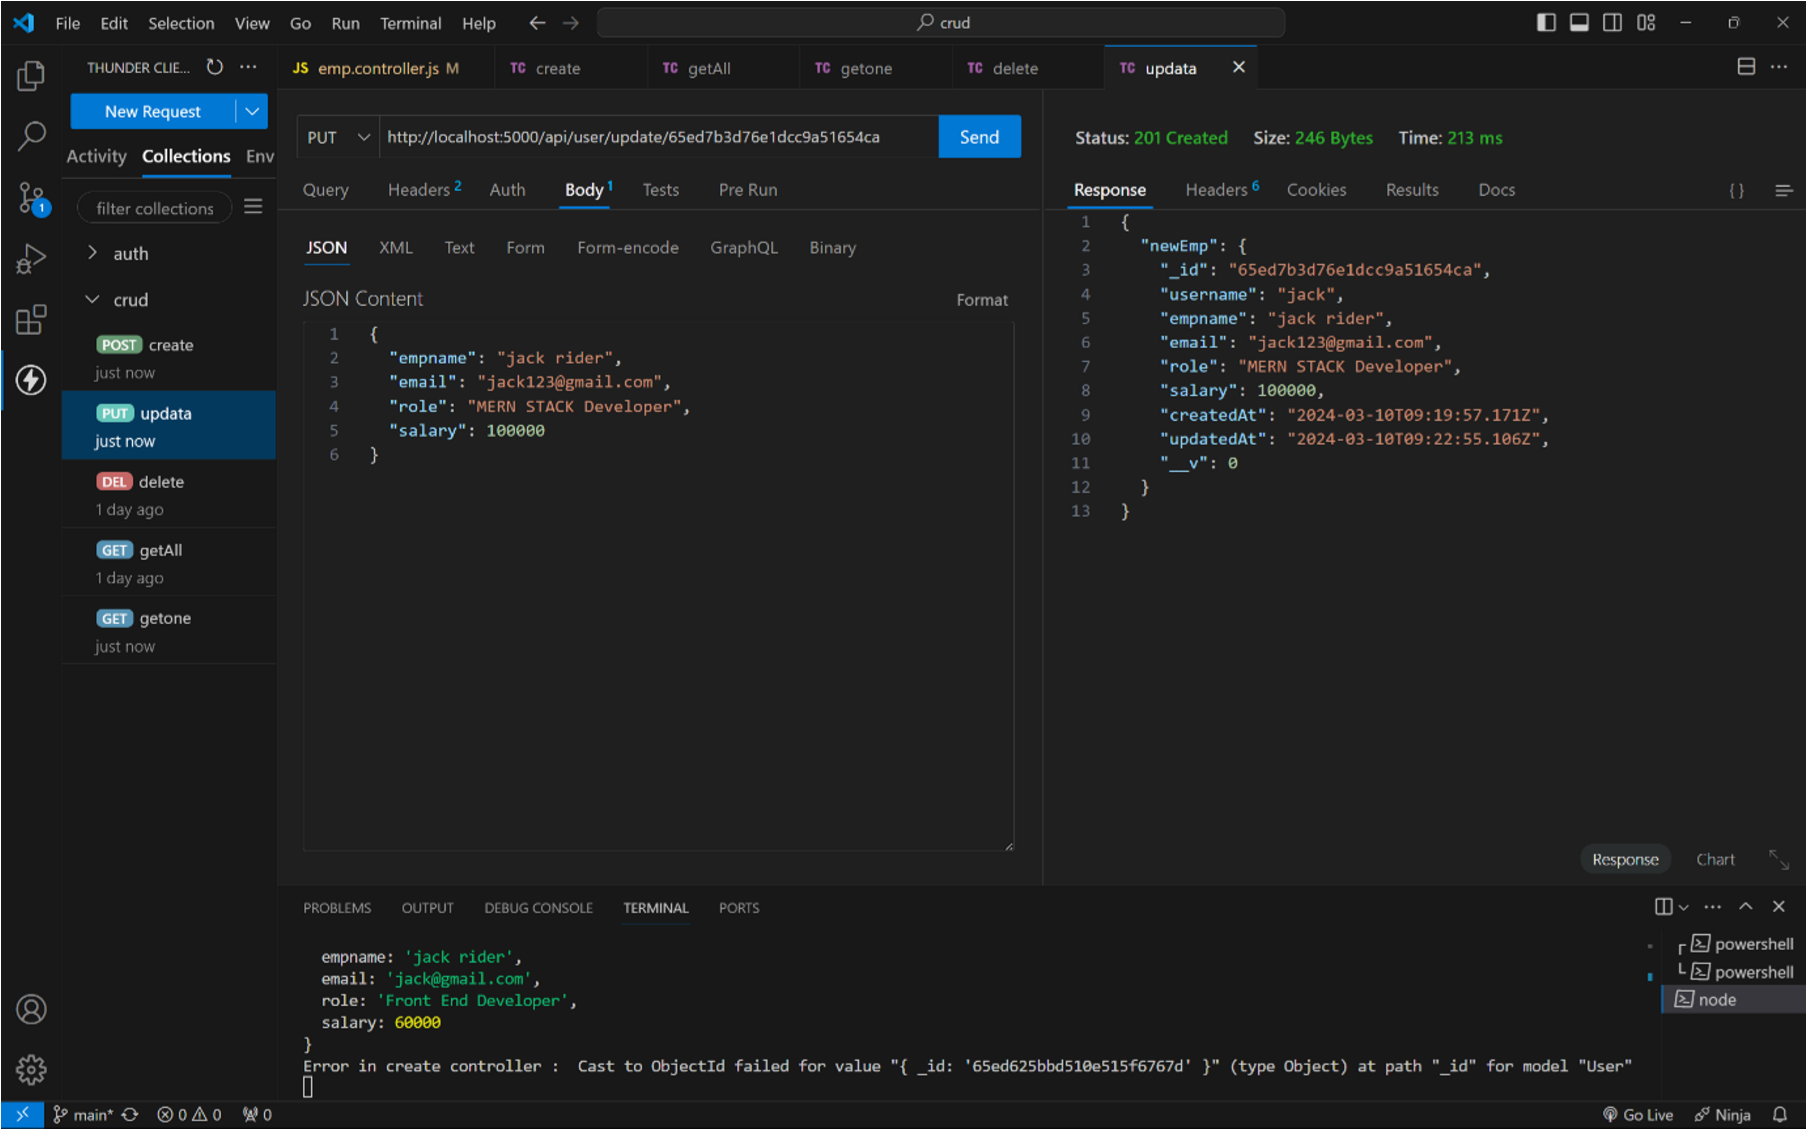 File Edit Selection View Go Run Terminal Help crud
THUNDER CLIE...
JS emp.controller.js M TC create TC getAll TC getone TC delete TC updata
New Request
Activity Collections Env
filter collections
auth
crud
POST create
just now
PUT updata
just now
DEL delete
1 day ago
GET getAll
1 day ago
GET getone
just now
PUT http://localhost:5000/api/user/update/65ed7b3d76e1dcc9a51654ca Send
Query Headers 2 Auth Body 1 Tests Pre Run
JSON XML Text Form Form-encode GraphQL Binary
JSON Content Format
1 {
2 "empname": "jack rider",
3 "email": "jack123@gmail.com",
4 "role": "MERN STACK Developer",
5 "salary": 100000
6 }
Status: 201 Created Size: 246 Bytes Time: 213 ms
Response Headers 6 Cookies Results Docs {}
1 {
2 "newEmp": {
3 "_id": "65ed7b3d76e1dcc9a51654ca",
4 "username": "jack",
5 "empname": "jack rider",
6 "email": "jack123@gmail.com",
7 "role": "MERN STACK Developer",
8 "salary": 100000,
9 "createdAt": "2024-03-10T09:19:57.171Z",
10 "updatedAt": "2024-03-10T09:22:55.106Z",
11 "__v": 0
12 }
13 }
Response Chart
PROBLEMS OUTPUT DEBUG CONSOLE TERMINAL PORTS
empname: 'jack rider',
email: 'jack@gmail.com',
role: 'Front End Developer',
salary: 60000
}
Error in create controller : Cast to ObjectId failed for value "{ _id: '65ed625bbd510e515f6767d' }" (type Object) at path "_id" for model "User"
powershell
powershell
node
1
main* 0 0 0 Go Live Ninja